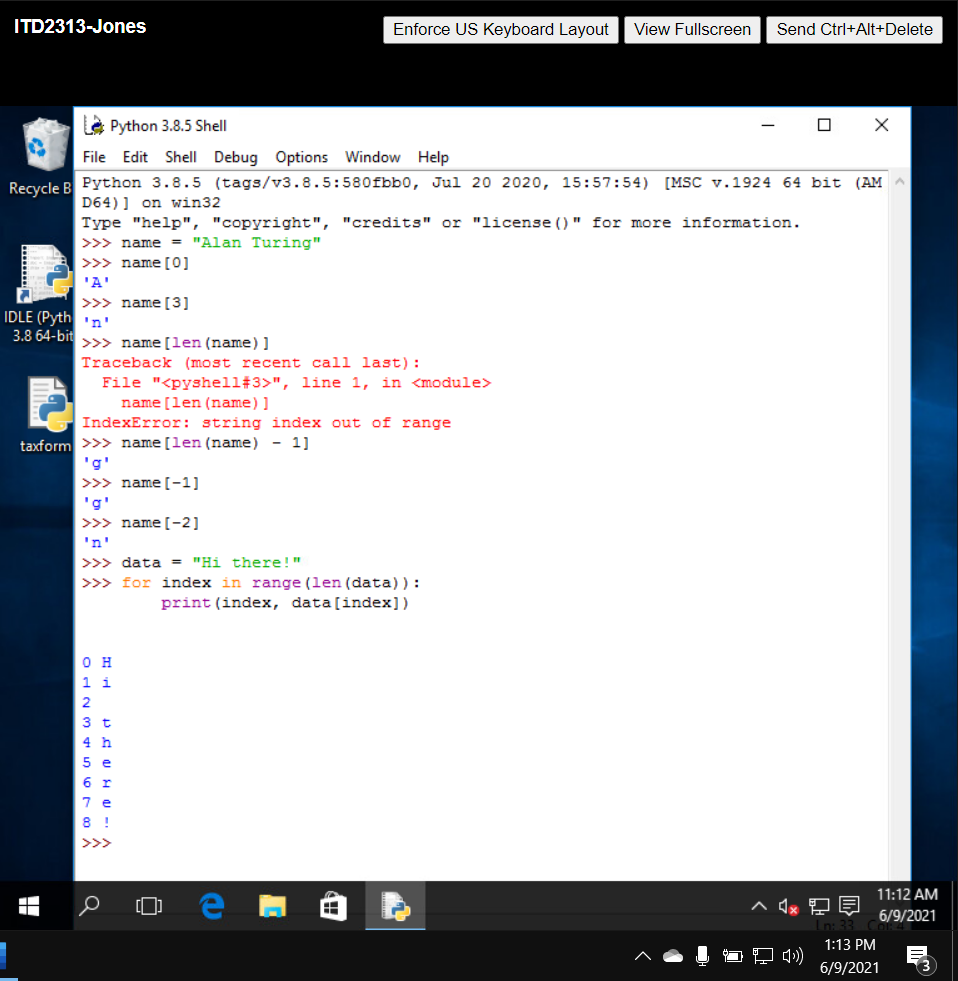 ITD2313-Jones
Enforce US Keyboard Layout View Fullscreen Send Ctrl+Alt+Delete
Python 3.8.5 Shell
File Edit Shell Debug Options Window Help
Python 3.8.5 (tags/v3.8.5:580fbb0, Jul 20 2020, 15:57:54) [MSC v.1924 64 bit (AM
D64)] on win32
Type "help", "copyright", "credits" or "license()" for more information.
>>> name = "Alan Turing"
>>> name[0]
'A'
>>> name[3]
'n'
>>> name[len(name)]
Traceback (most recent call last):
  File "<pyshell#3>", line 1, in <module>
    name[len(name)]
IndexError: string index out of range
>>> name[len(name) - 1]
'g'
>>> name[-1]
'g'
>>> name[-2]
'n'
>>> data = "Hi there!"
>>> for index in range(len(data)):
        print(index, data[index])
0 H
1 i
2
3 t
4 h
5 e
6 r
7 e
8 !
>>>
Recycle B
IDLE (Pyth
3.8 64-bit
taxform
11:12 AM
6/9/2021
Ln: 33 Col: 4
1:13 PM
6/9/2021
3